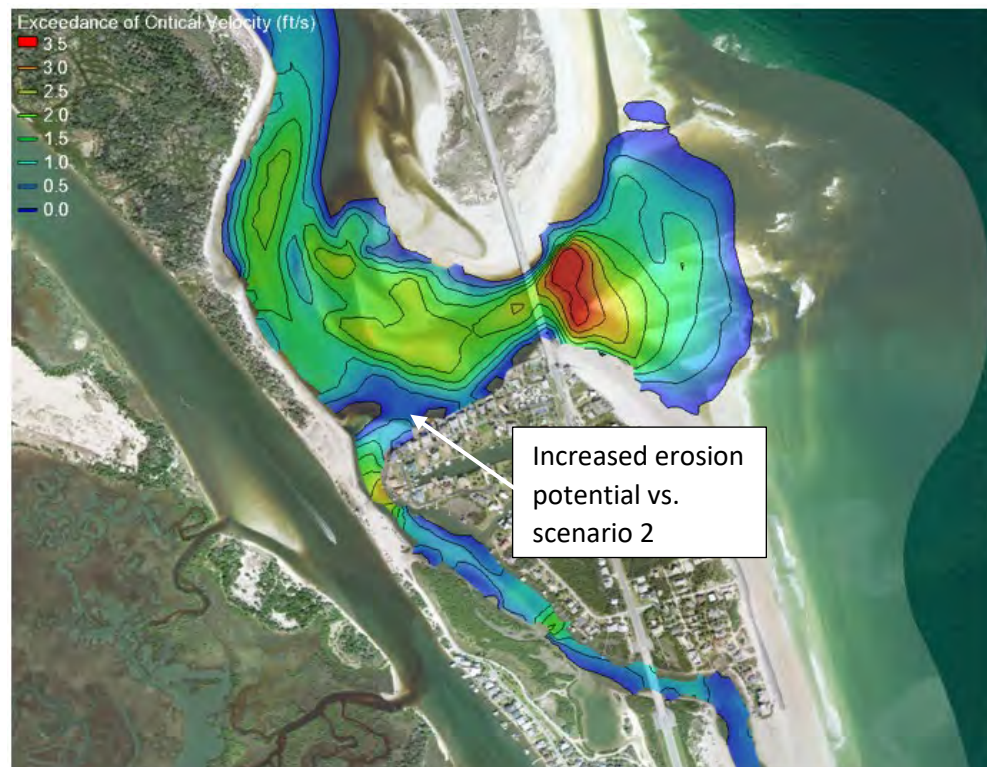 Exceedance of Critical Velocity (ft/s)
3.5
3.0
2.5
2.0
1.5
1.0
0.5
0.0
Increased erosion
potential vs.
scenario 2